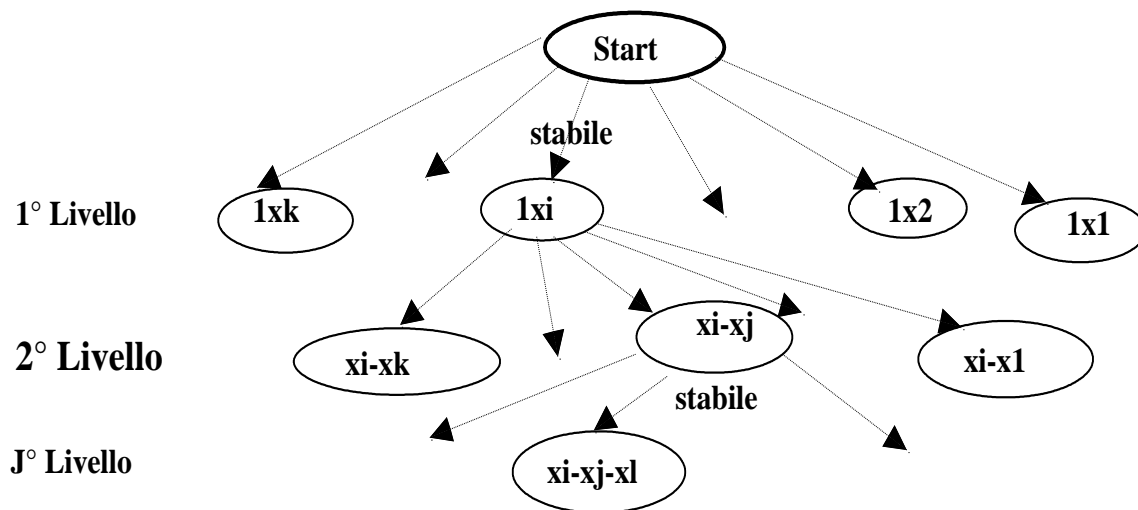 Start
stabile
1° Livello
1xk
1xi
1x2
1x1
2° Livello
xi-xk
xi-xj
xi-x1
stabile
J° Livello
xi-xj-xl